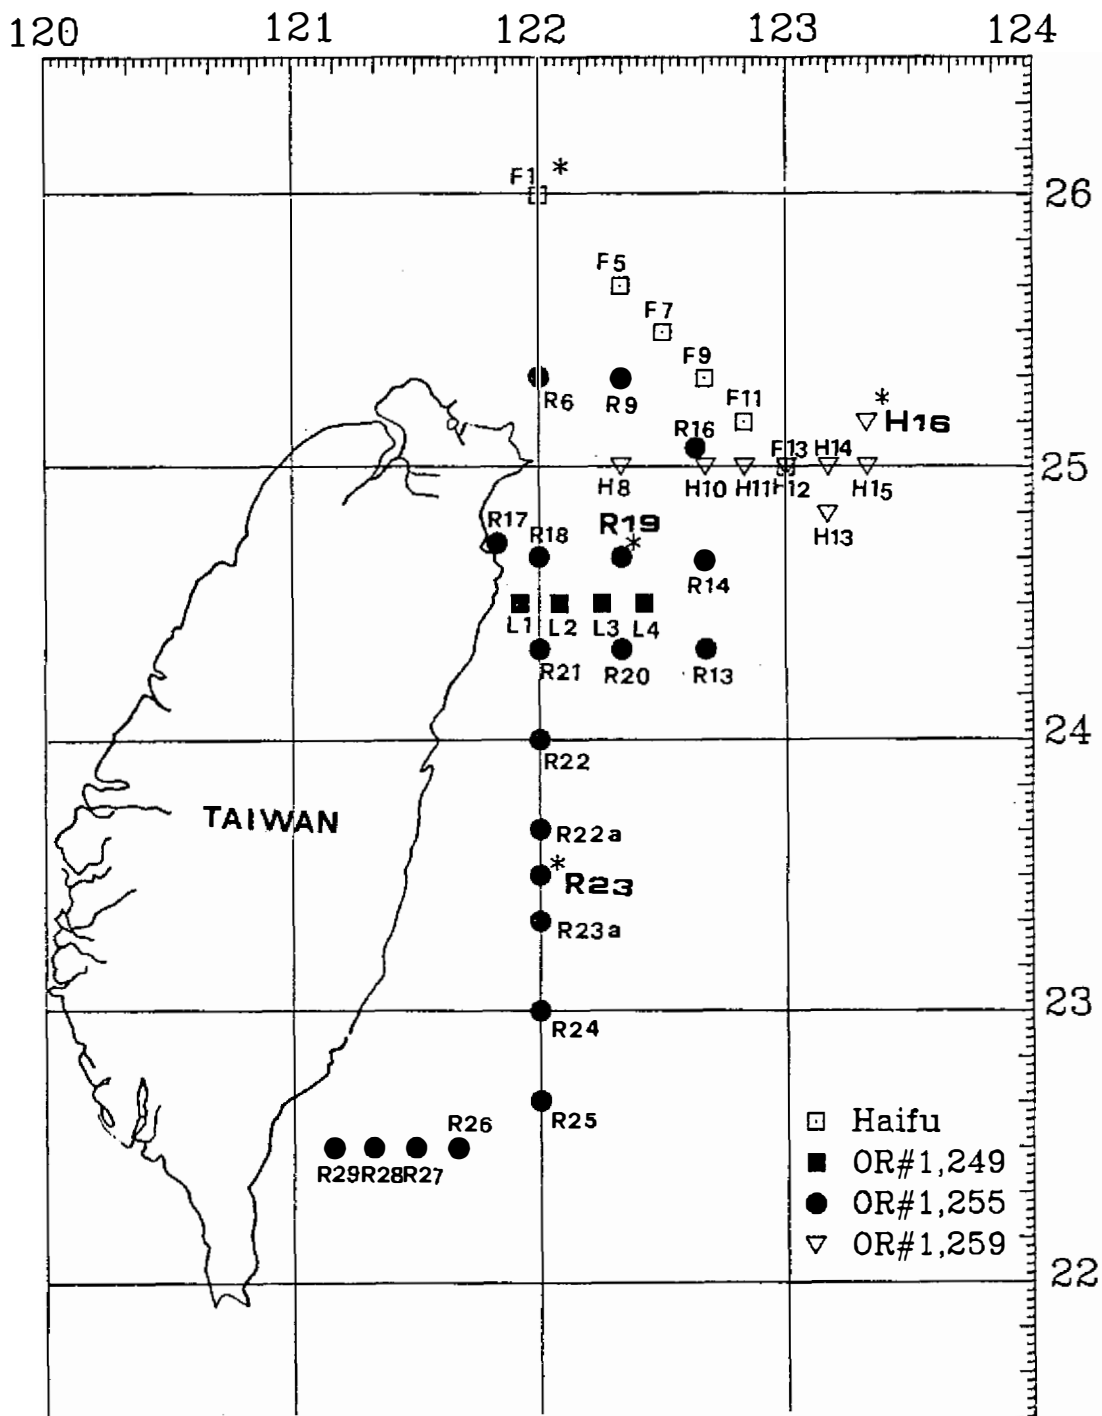 120 121 122 123 124
F1 *
26
F5
F7
F9
F11
R6 R9
R16
*
H16
F13 H14
25
H8 H10 H11 H12 H15
H13
R17 R18 R19 *
R14
L1 L2 L3 L4
R21 R20 R13
24
R22
TAIWAN
R22a
*
R23
R23a
23
R24
R25
R26
R29 R28 R27
Haifu
OR#1,249
OR#1,255
OR#1,259
22